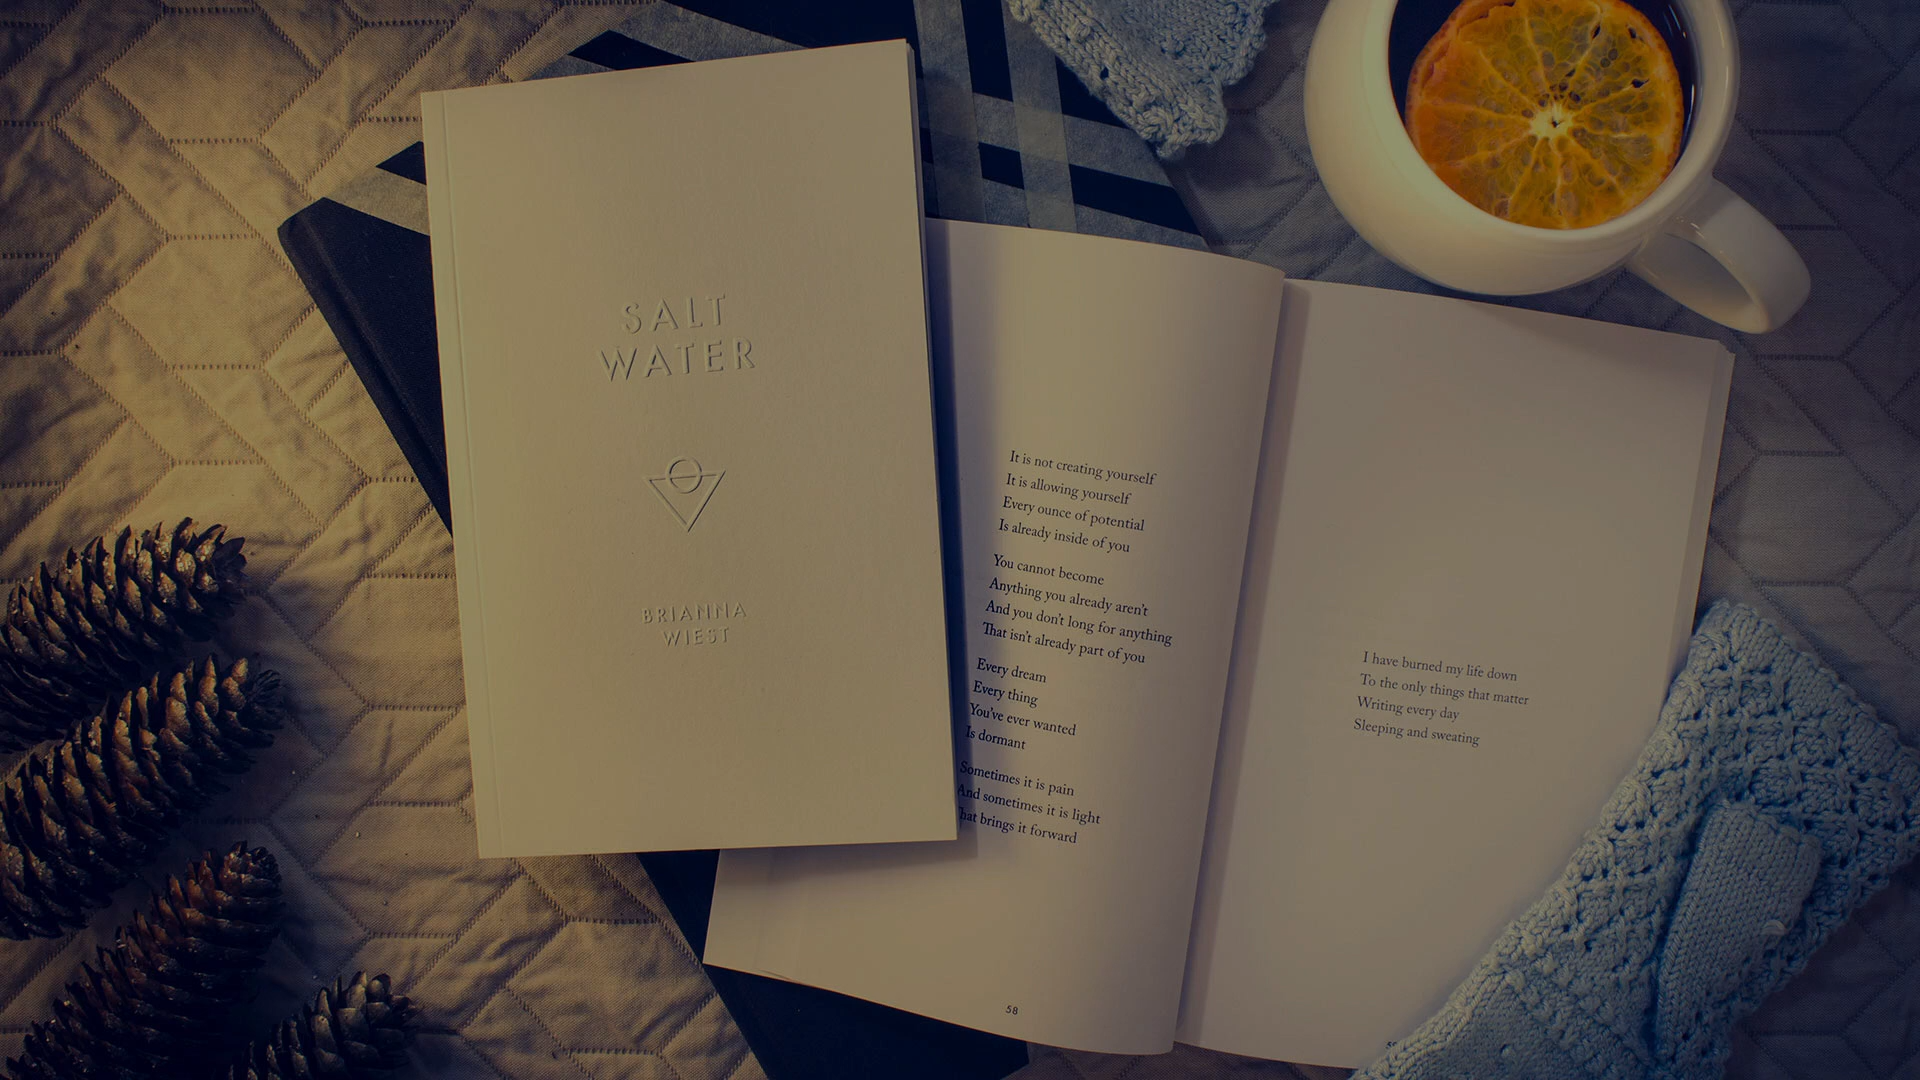 SALT
WATER
BRIANNA
WIEST
It is not creating yourself
It is allowing yourself
Every ounce of potential
Is already inside of you
You cannot become
Anything you already aren't
And you don't long for anything
That isn't already part of you
Every dream
Every thing
You've ever wanted
Is dormant
Sometimes it is pain
And sometimes it is light
That brings it forward
58
I have burned my life down
To the only things that matter
Writing every day
Sleeping and sweating